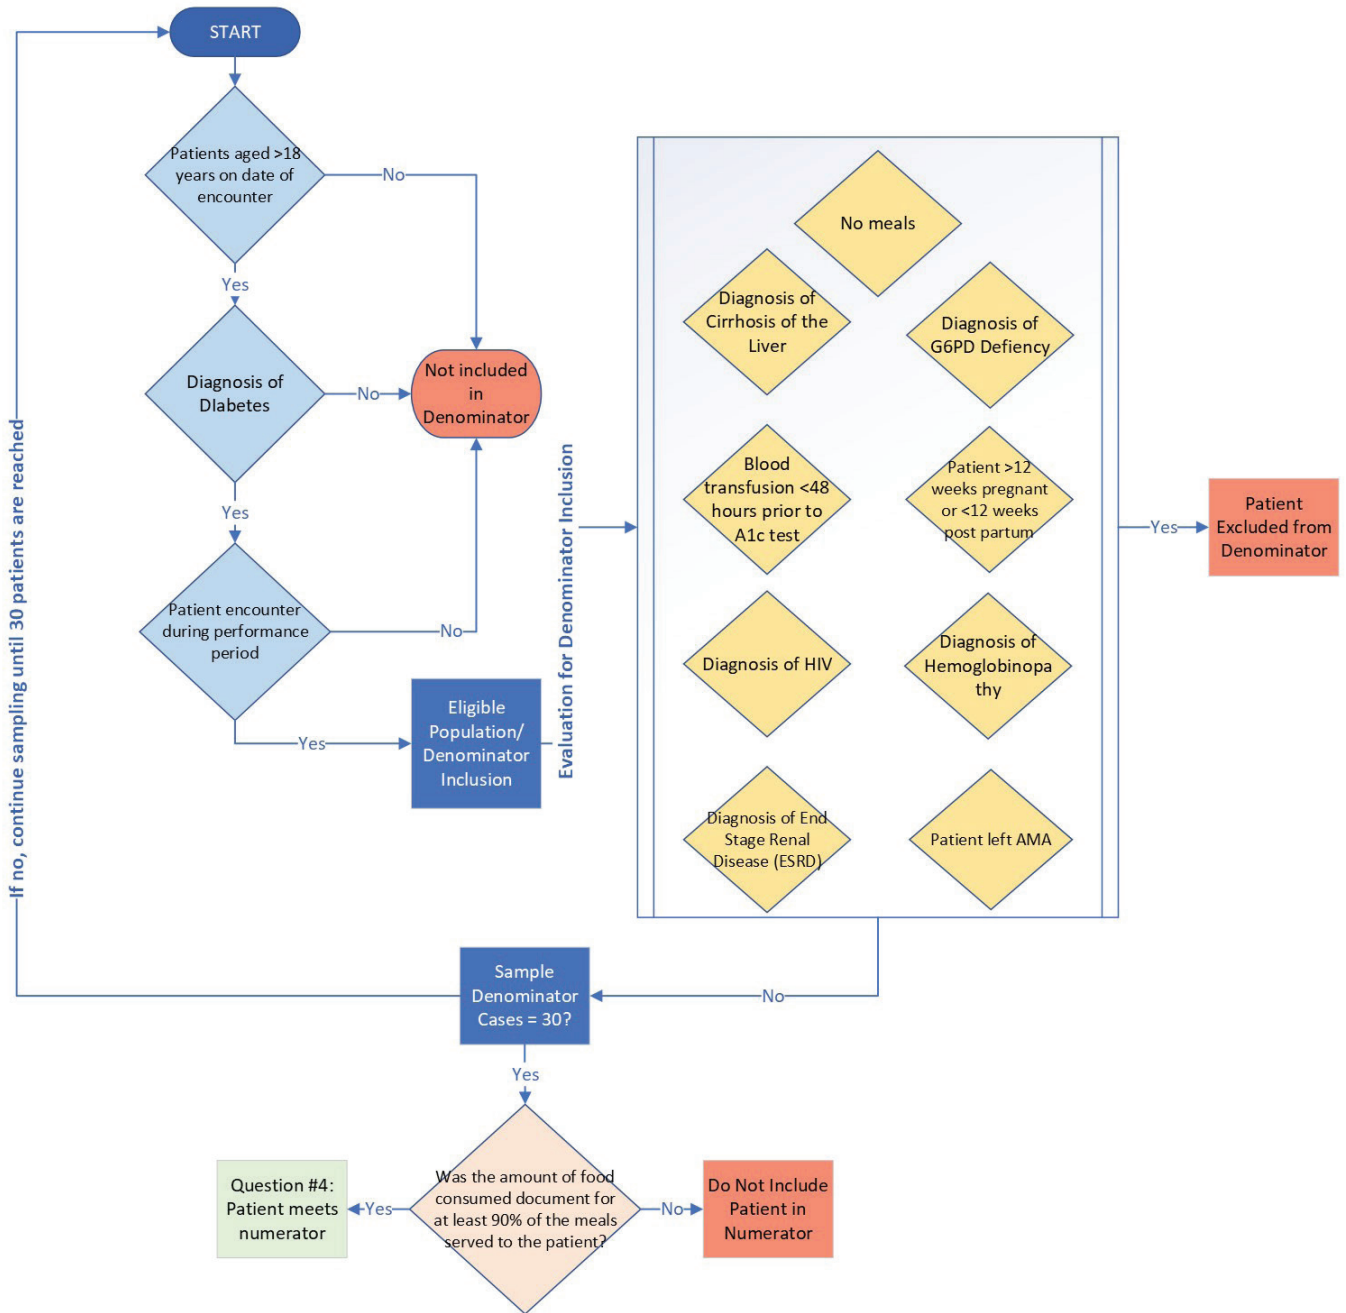 START
Patients aged >18
years on date of
encounter
No
Yes
Diagnosis of
DIabetes
No
Not included
in
Denominator
Yes
Patient encounter
during performance
period
No
Yes
Eligible
Population/
Denominator
Inclusion
Evaluation for Denominator Inclusion
No meals
Diagnosis of
Cirrhosis of the
Liver
Diagnosis of
G6PD Defiency
Blood
transfusion <48
hours prior to
A1c test
Patient >12
weeks pregnant
or <12 weeks
post partum
Diagnosis of HIV
Diagnosis of
Hemoglobinopa
thy
Diagnosis of End
Stage Renal
Disease (ESRD)
Patient left AMA
Yes
Patient
Excluded from
Denominator
No
Sample
Denominator
Cases = 30?
If no, continue sampling until 30 patients are reached
Yes
Was the amount of food
consumed document for
at least 90% of the meals
served to the patient?
Yes
Question #4:
Patient meets
numerator
No
Do Not Include
Patient in
Numerator